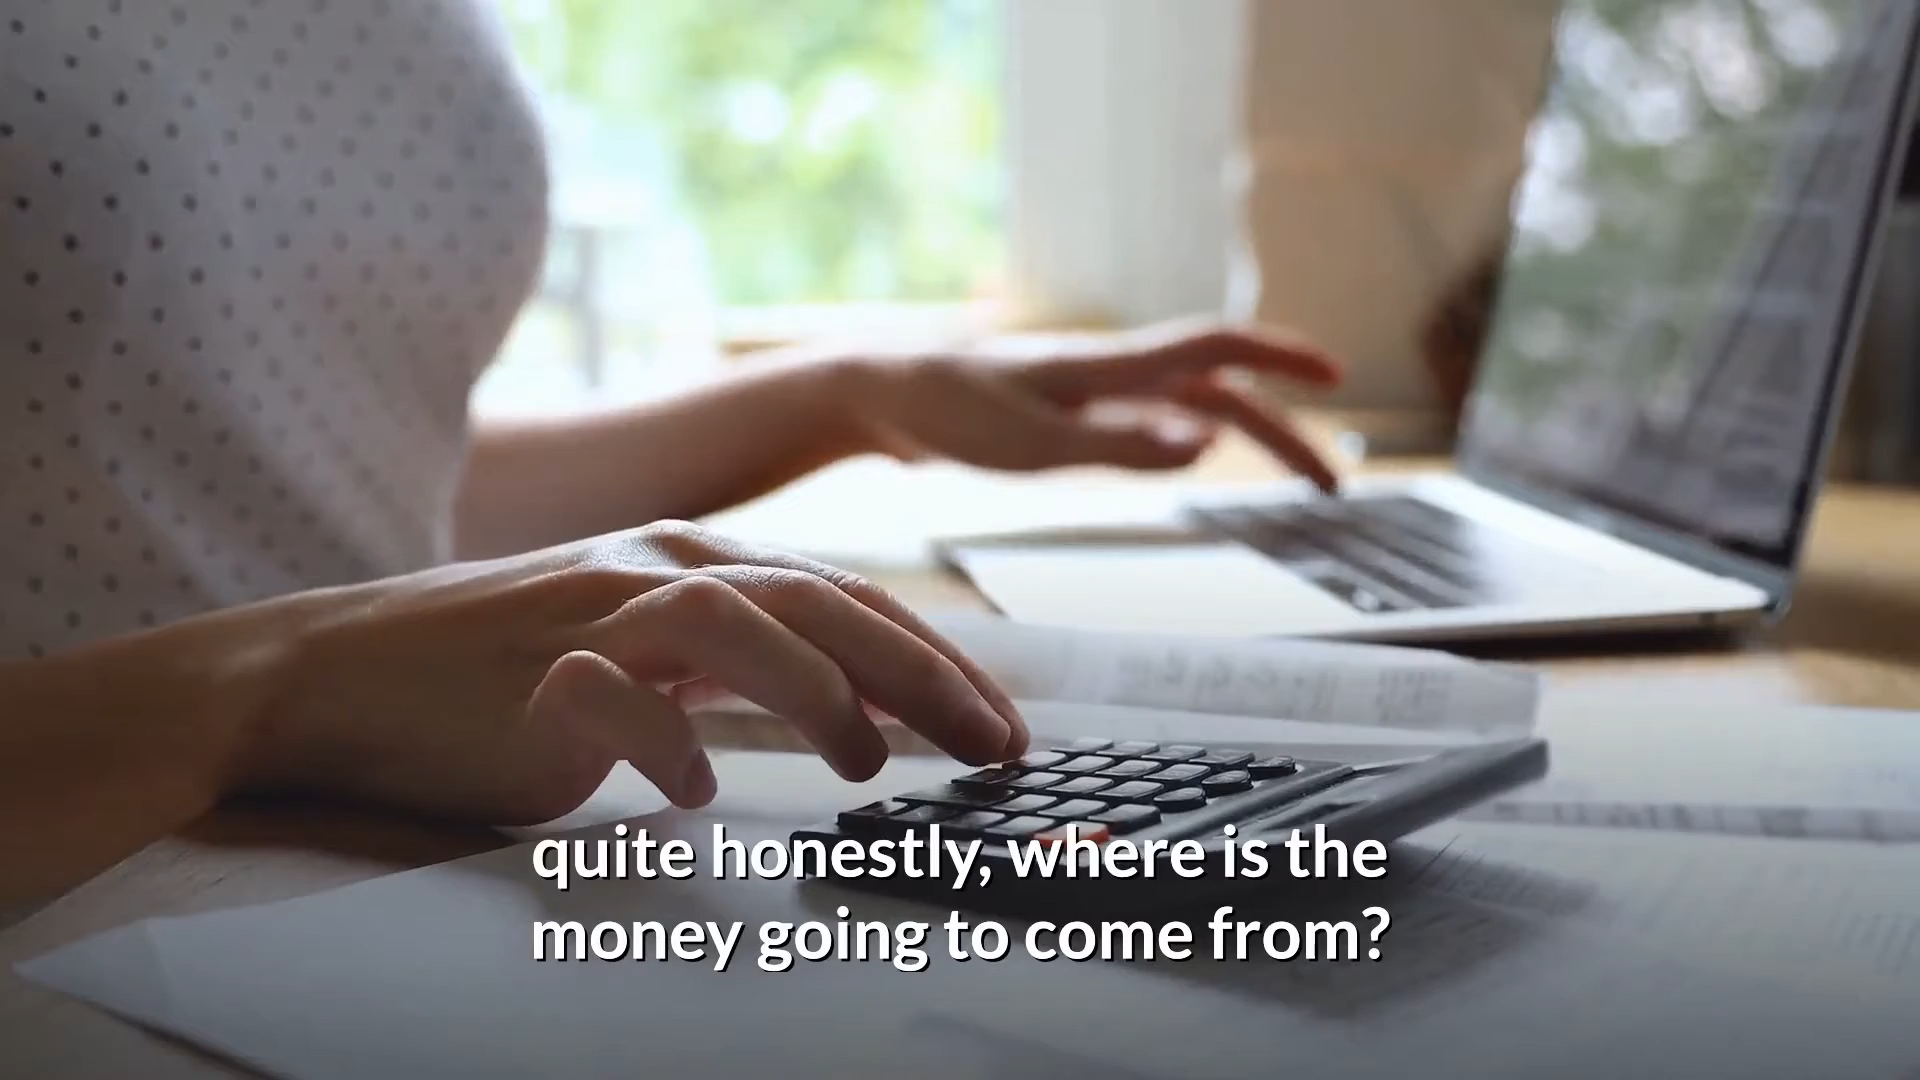 quite honestly, where is the
money going to come from?